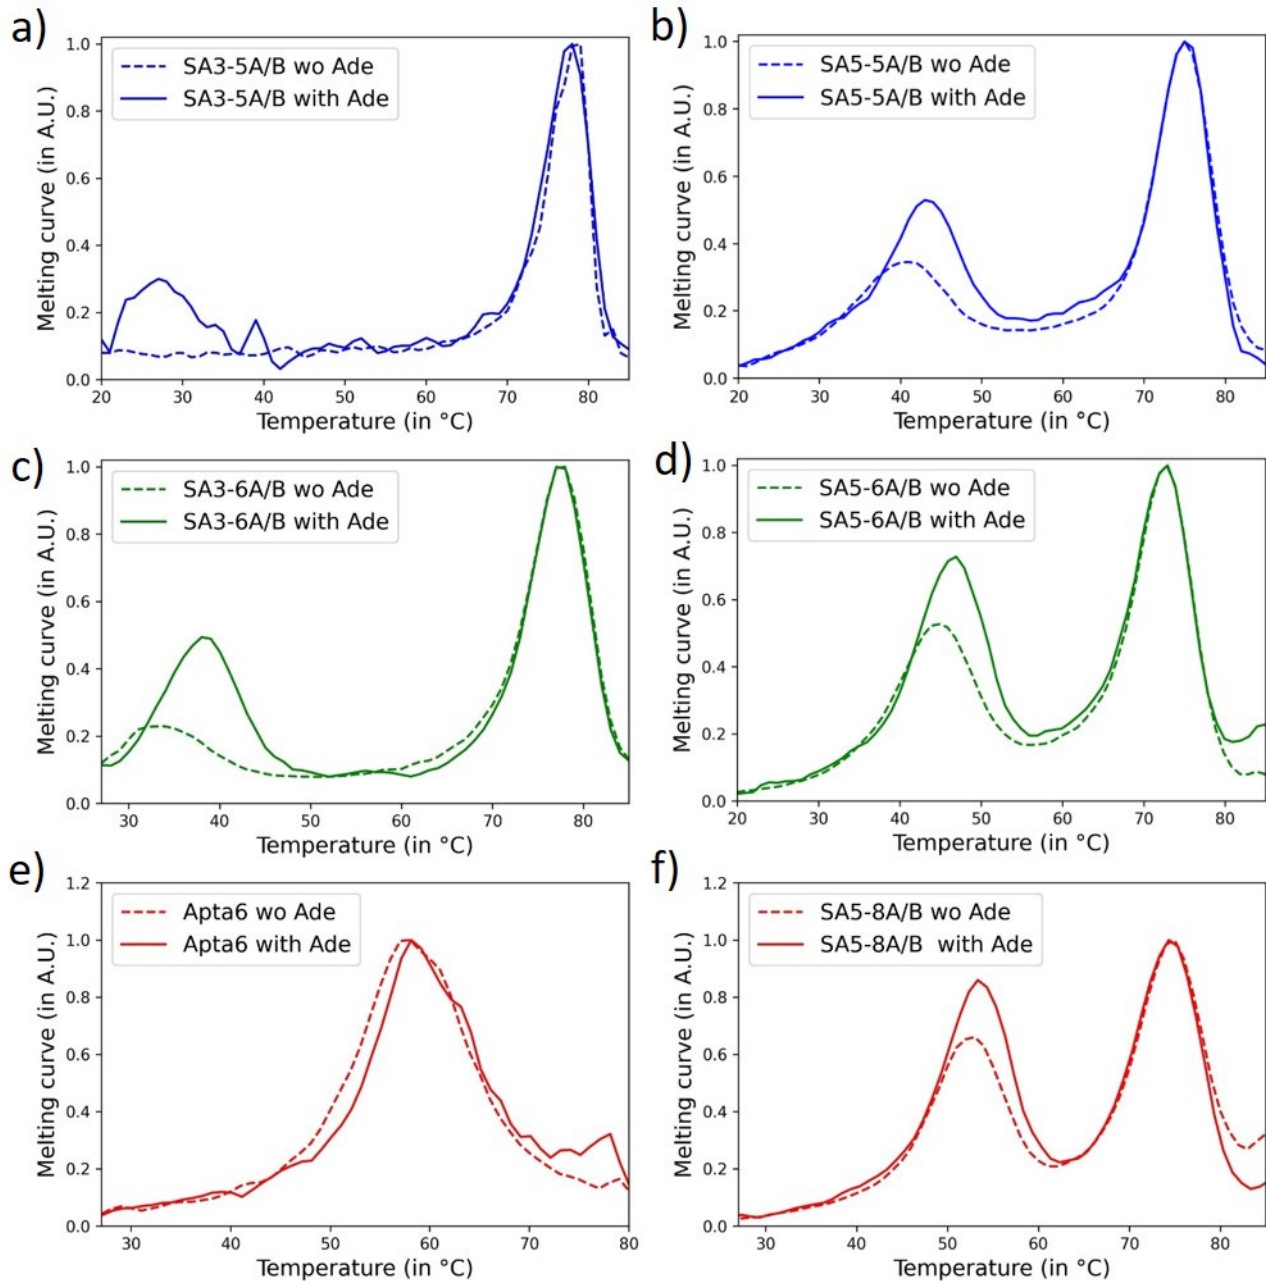 a)
SA3-5A/B wo Ade
SA3-5A/B with Ade
Melting curve (in A.U.)
1.0
0.8
0.6
0.4
0.2
0.0
20 30 40 50 60 70 80
Temperature (in °C)
b)
SA5-5A/B wo Ade
SA5-5A/B with Ade
Melting curve (in A.U.)
1.0
0.8
0.6
0.4
0.2
0.0
20 30 40 50 60 70 80
Temperature (in °C)
c)
SA3-6A/B wo Ade
SA3-6A/B with Ade
Melting curve (in A.U.)
1.0
0.8
0.6
0.4
0.2
0.0
30 40 50 60 70 80
Temperature (in °C)
d)
SA5-6A/B wo Ade
SA5-6A/B with Ade
Melting curve (in A.U.)
1.0
0.8
0.6
0.4
0.2
0.0
20 30 40 50 60 70 80
Temperature (in °C)
e)
Apta6 wo Ade
Apta6 with Ade
Melting curve (in A.U.)
1.2
1.0
0.8
0.6
0.4
0.2
0.0
30 40 50 60 70 80
Temperature (in °C)
f)
SA5-8A/B wo Ade
SA5-8A/B with Ade
Melting curve (in A.U.)
1.2
1.0
0.8
0.6
0.4
0.2
0.0
30 40 50 60 70 80
Temperature (in °C)